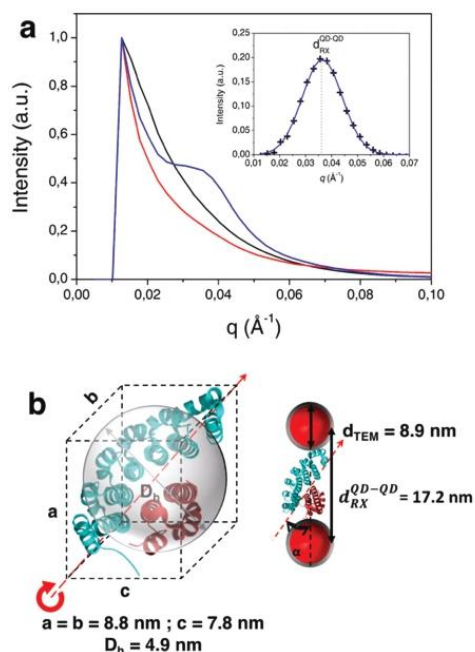 a
Intensity (a.u.)
1,0
0,8
0,6
0,4
0,2
0,0
0,00 0,02 0,04 0,06 0,08 0,10
q (Å⁻¹)
d_RX^QD-QD
Intensity (a.u.)
0,25
0,20
0,15
0,10
0,05
0,00
0,01 0,02 0,03 0,04 0,05 0,06 0,07
q (Å⁻¹)
b
b
a
c
D_h
a = b = 8.8 nm ; c = 7.8 nm
D_h = 4.9 nm
d_TEM = 8.9 nm
d_RX^QD-QD = 17.2 nm
α